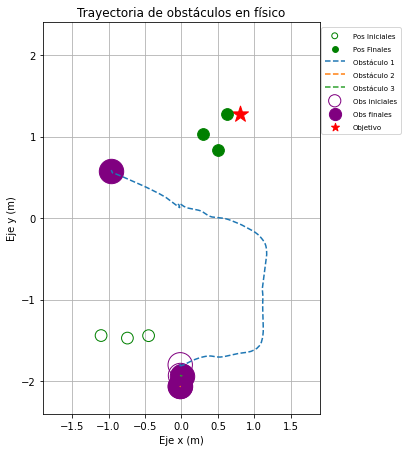 Trayectoria de obstáculos en físico
Pos Iniciales
Pos Finales
Obstáculo 1
Obstáculo 2
Obstáculo 3
Obs iniciales
Obs finales
Objetivo
Eje y (m)
2
1
0
−1
−2
−1.5
−1.0
−0.5
0.0
0.5
1.0
1.5
Eje x (m)